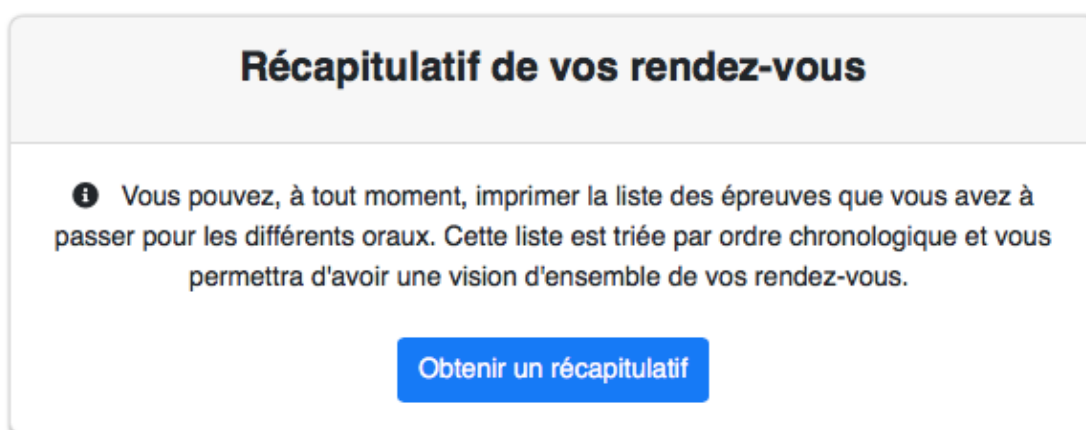 Récapitulatif de vos rendez-vous
Vous pouvez, à tout moment, imprimer la liste des épreuves que vous avez à
passer pour les différents oraux. Cette liste est triée par ordre chronologique et vous
permettra d'avoir une vision d'ensemble de vos rendez-vous.
Obtenir un récapitulatif